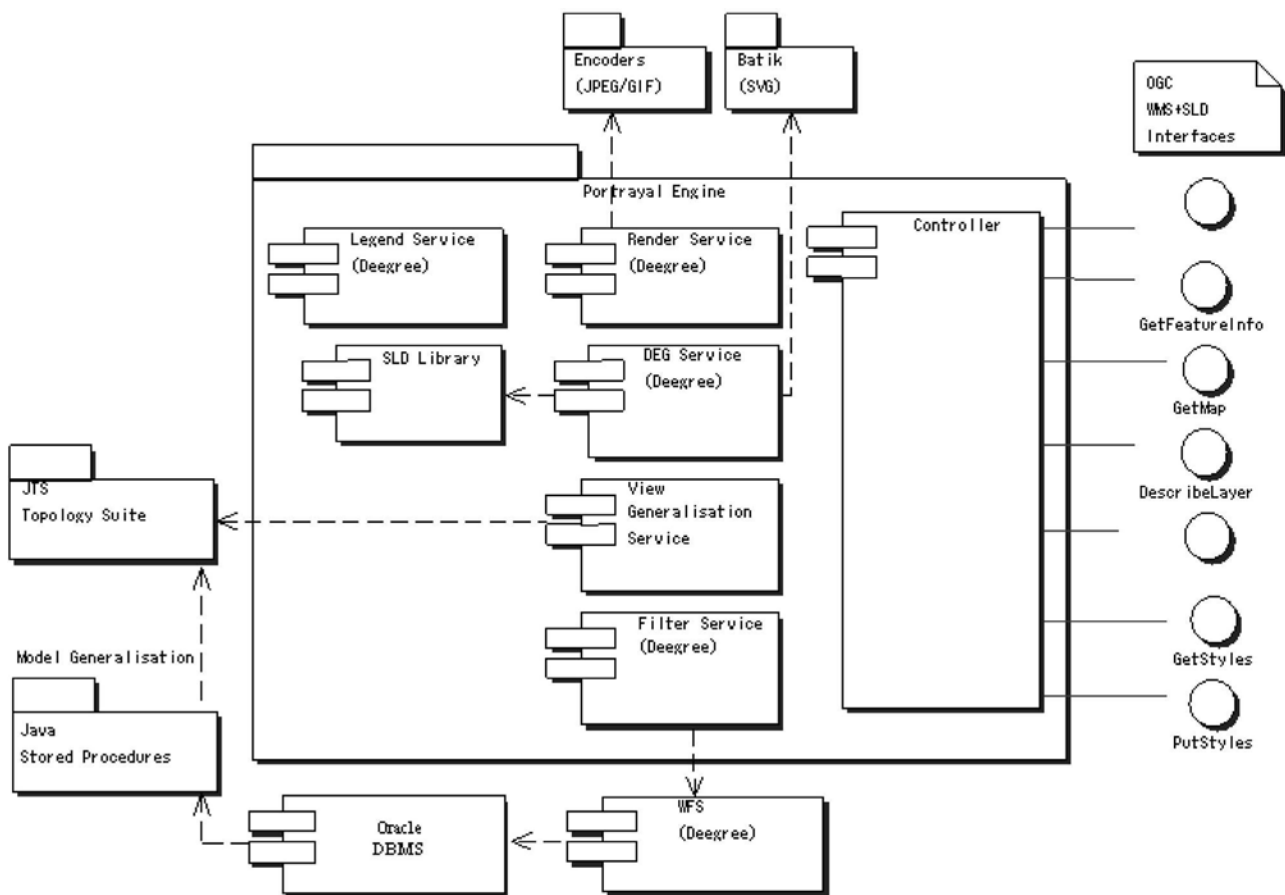 Encoders
(JPEG/GIF)
Batik
(SVG)
OGC
WMS+SLD
Interfaces
Portrayal Engine
Legend Service
(Deegree)
Render Service
(Deegree)
Controller
SLD Library
DEG Service
(Deegree)
GetFeatureInfo
GetMap
JTS
Topology Suite
View
Generalisation
Service
DescribeLayer
Filter Service
(Deegree)
Model Generalisation
GetStyles
Java
Stored Procedures
PutStyles
Oracle
DBMS
WFS
(Deegree)